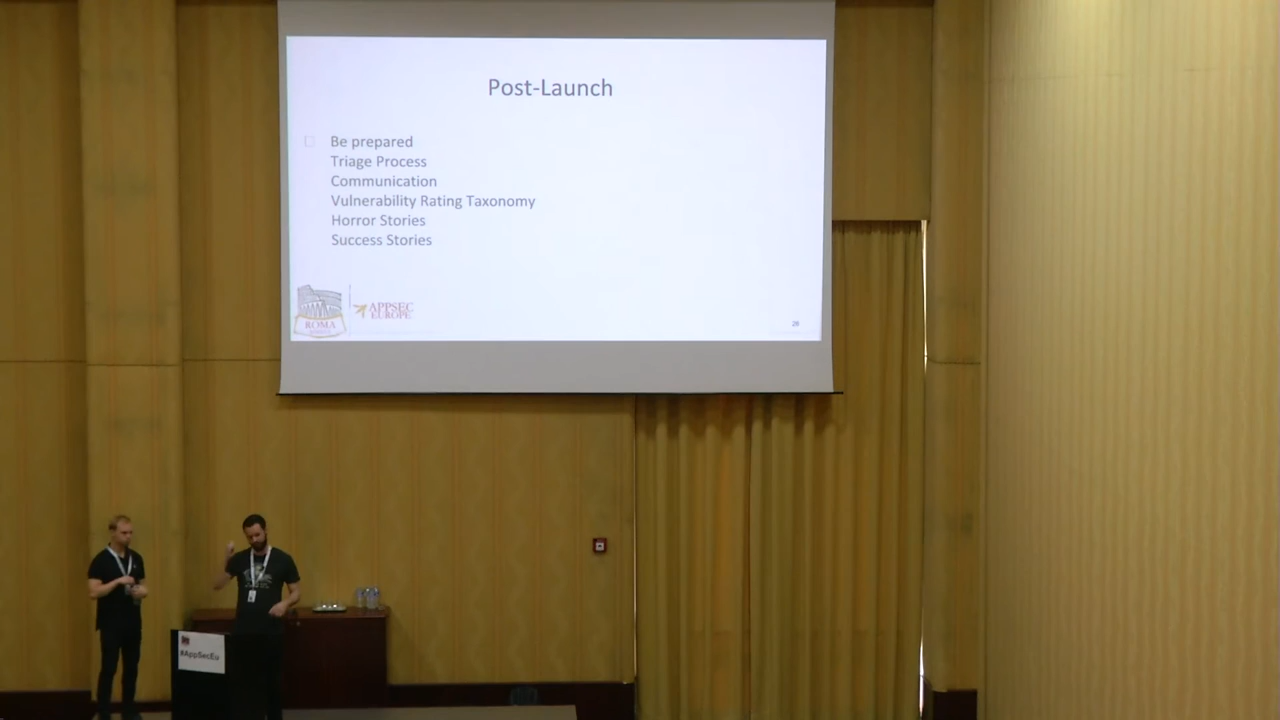 Post-Launch
Be prepared
Triage Process
Communication
Vulnerability Rating Taxonomy
Horror Stories
Success Stories
ROMA
APPSEC
EUROPE
#AppSecEu